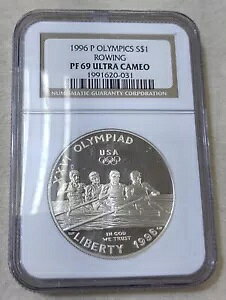 1996 P OLYMPICS S$1
ROWING
PF 69 ULTRA CAMEO
1991620-031
NUMISMATIC GUARANTY CORPORATION
XXVI OLYMPIAD
USA
IN GOD
WE TRUST
LIBERTY 1996